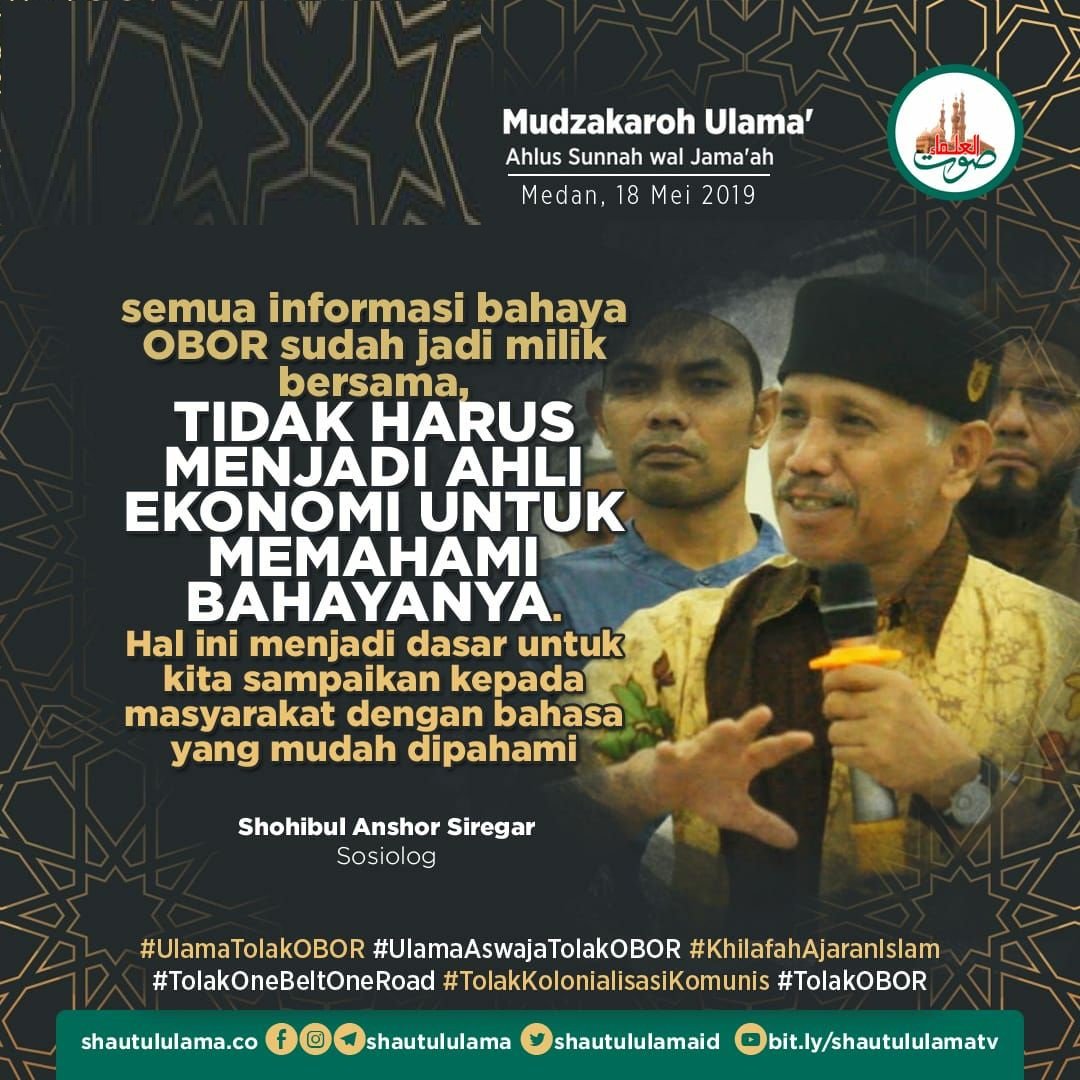 Mudzakaroh Ulama'
Ahlus Sunnah wal Jama'ah
Medan, 18 Mei 2019
صوت العلماء
semua informasi bahaya
OBOR sudah jadi milik
bersama,
TIDAK HARUS
MENJADI AHLI
EKONOMI UNTUK
MEMAHAMI
BAHAYANYA.
Hal ini menjadi dasar untuk
kita sampaikan kepada
masyarakat dengan bahasa
yang mudah dipahami
Shohibul Anshor Siregar
Sosiolog
#UlamaTolakOBOR #UlamaAswajaTolakOBOR #KhilafahAjaranIslam
#TolakOneBeltOneRoad #TolakKolonialisasiKomunis #TolakOBOR
shautululama.co shautululama shautululamaid bit.ly/shautululamatv